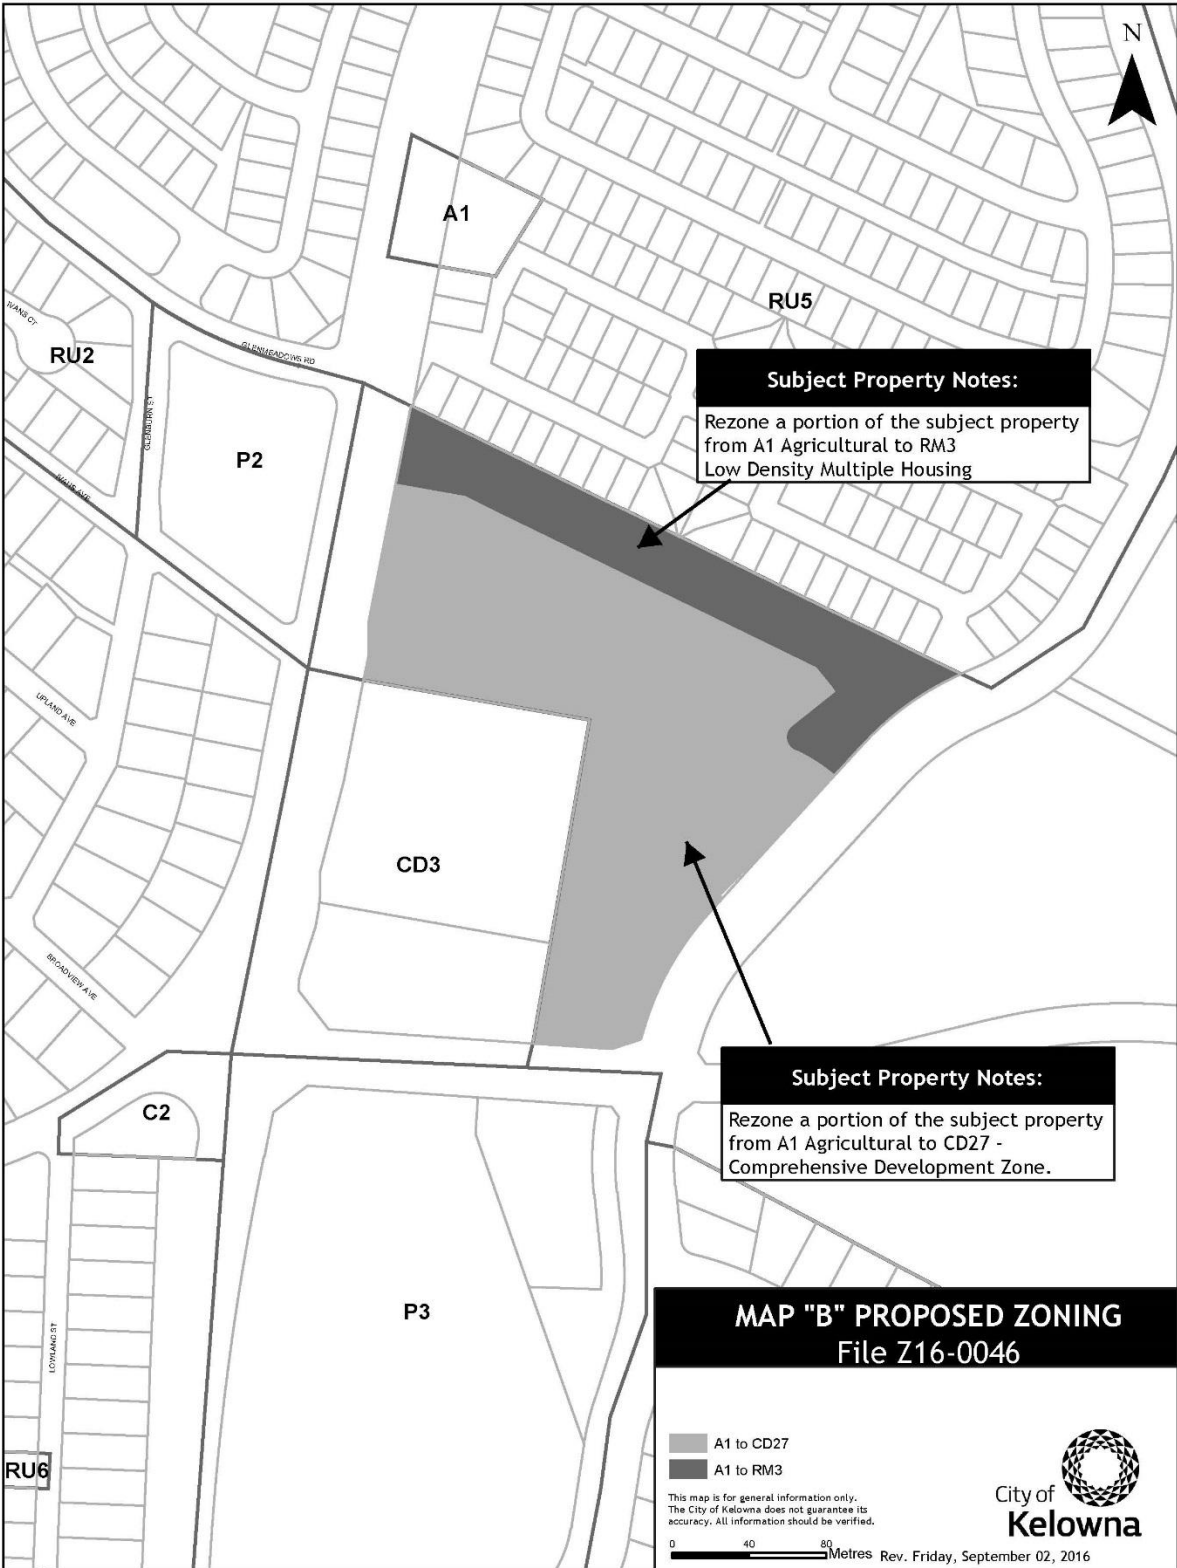 N
A1
RU5
IVANS CT
RU2
GLENMEADOWS RD
GLENBURN ST
P2
IVANS AVE
Subject Property Notes:
Rezone a portion of the subject property
from A1 Agricultural to RM3
Low Density Multiple Housing
UPLAND AVE
CD3
BROADVIEW AVE
Subject Property Notes:
Rezone a portion of the subject property
from A1 Agricultural to CD27 -
Comprehensive Development Zone.
C2
P3
LOWLAND ST
RU6
MAP "B" PROPOSED ZONING
File Z16-0046
A1 to CD27
A1 to RM3
This map is for general information only.
The City of Kelowna does not guarantee its
accuracy. All information should be verified.
City of
Kelowna
0 40 80
Metres
Rev. Friday, September 02, 2016